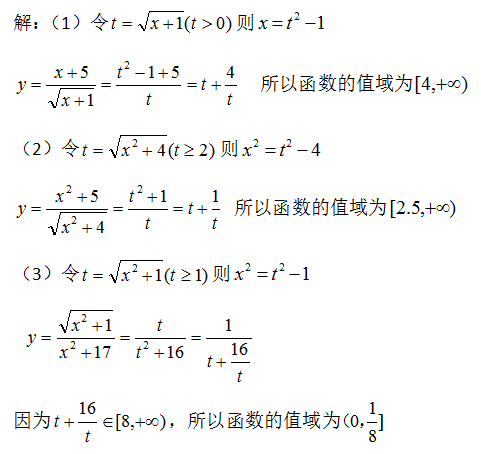 解：（1）令 t = √(x+1) (t > 0) 则 x = t² −1
y = (x+5)/√(x+1) = (t² −1+5)/t = t + 4/t 所以函数的值域为[4,+∞)
（2）令 t = √(x² + 4) (t ≥ 2) 则 x² = t² − 4
y = (x² +5)/√(x² +4) = (t² +1)/t = t + 1/t 所以函数的值域为[2.5,+∞)
（3）令 t = √(x² +1) (t ≥ 1) 则 x² = t² −1
y = √(x² +1)/(x² +17) = t/(t² +16) = 1/(t + 16/t)
因为 t + 16/t ∈[8,+∞)，所以函数的值域为（0，1/8]